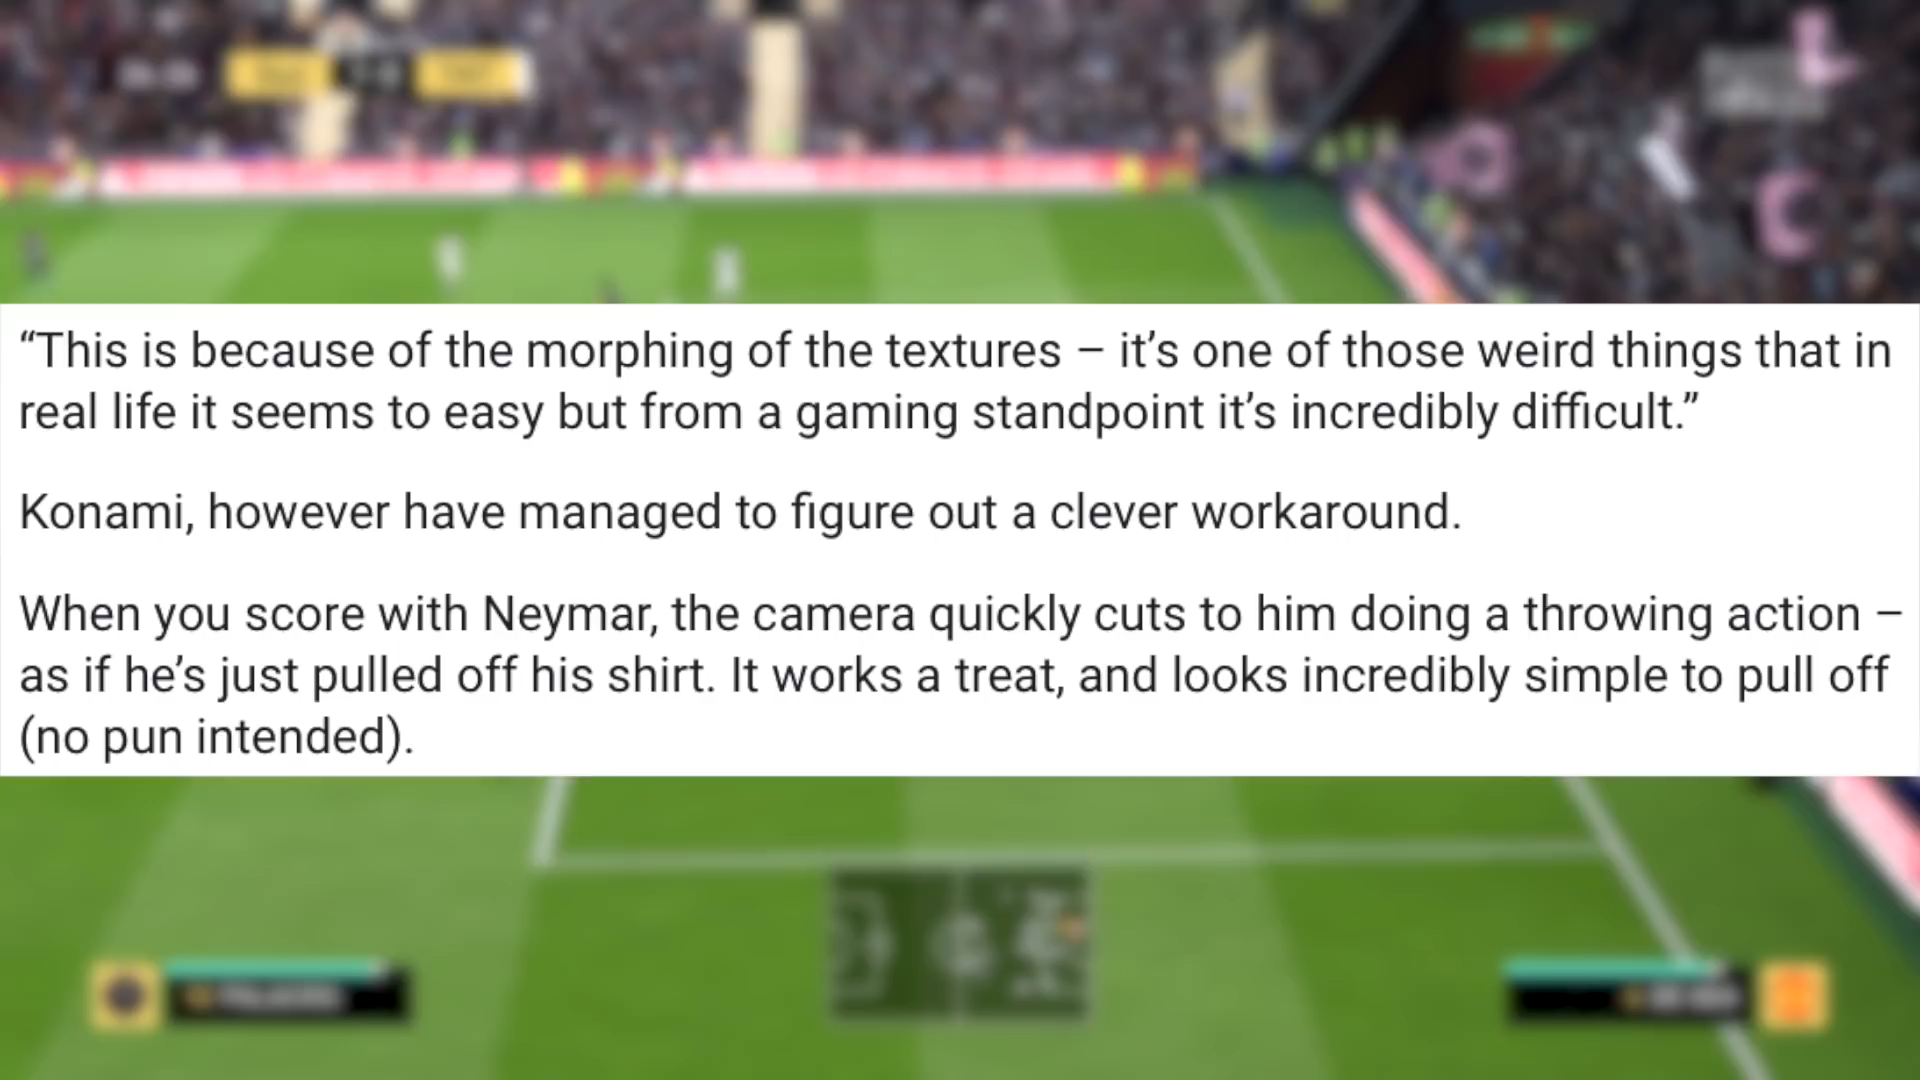 “This is because of the morphing of the textures – it’s one of those weird things that in
real life it seems to easy but from a gaming standpoint it’s incredibly difficult.”
Konami, however have managed to figure out a clever workaround.
When you score with Neymar, the camera quickly cuts to him doing a throwing action –
as if he’s just pulled off his shirt. It works a treat, and looks incredibly simple to pull off
(no pun intended).